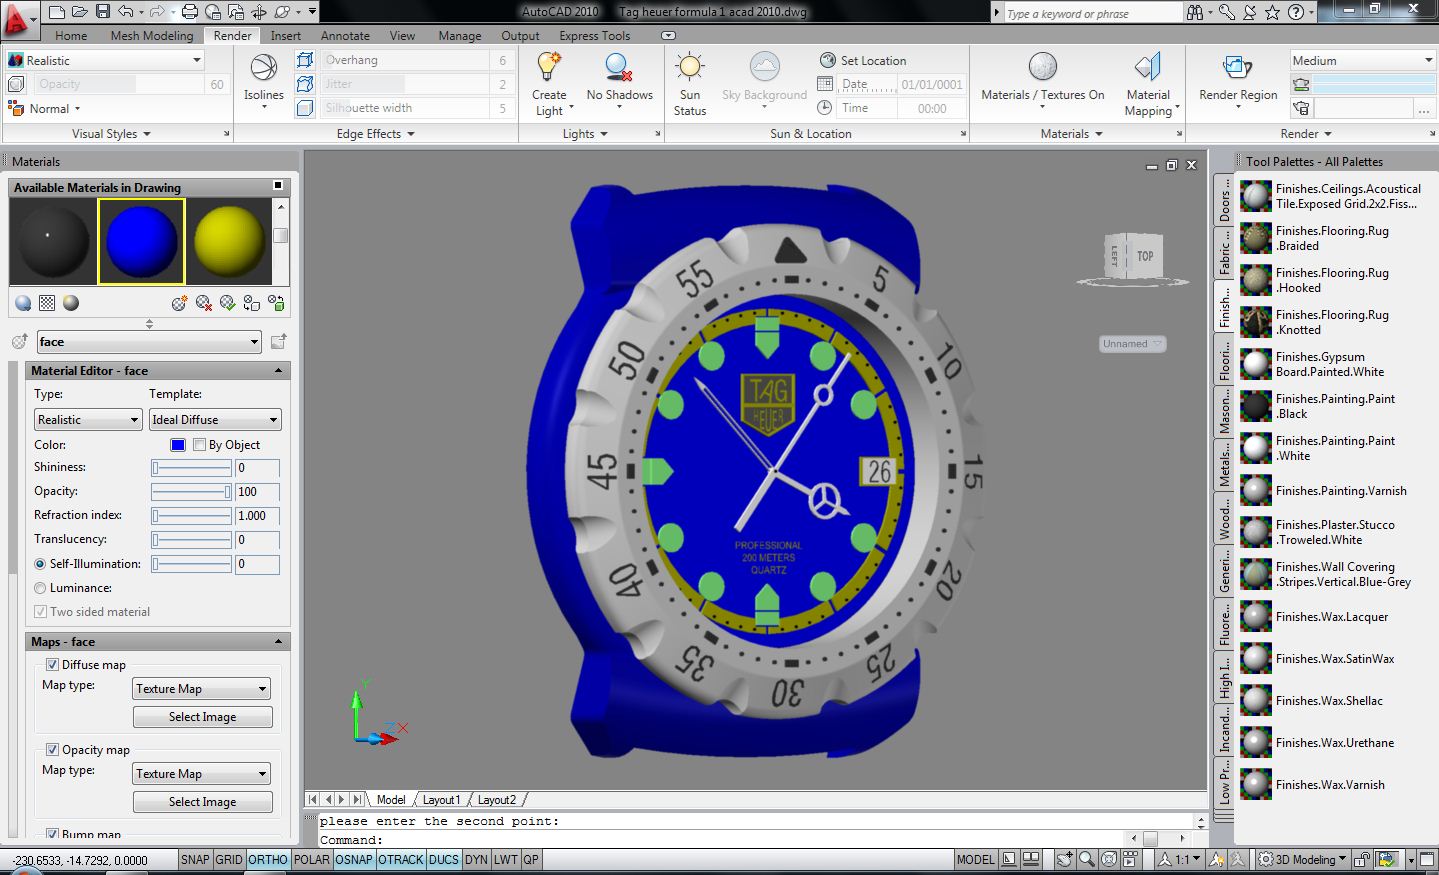 AutoCAD 2010 Tag heuer formula 1 acad 2010.dwg
Type a keyword or phrase
Home Mesh Modeling Render Insert Annotate View Manage Output Express Tools
Realistic
Opacity 60
Normal
Visual Styles
Isolines
Overhang 6
Jitter 2
Silhouette width 5
Edge Effects
Create Light
No Shadows
Lights
Sun Status
Sky Background
Set Location
Date 01/01/0001
Time 00:00
Sun & Location
Materials / Textures On
Material Mapping
Materials
Render Region
Medium
...
Render
Materials
Available Materials in Drawing
face
Material Editor - face
Type: Template:
Realistic Ideal Diffuse
Color: By Object
Shininess: 0
Opacity: 100
Refraction index: 1.000
Translucency: 0
Self-Illumination: 0
Luminance:
Two sided material
Maps - face
Diffuse map
Map type: Texture Map
Select Image
Opacity map
Map type: Texture Map
Select Image
Bump map
55
5
50
10
45
15
40
20
35
25
30
TAG
HEUER
26
PROFESSIONAL
200 METERS
QUARTZ
LEFT TOP
Unnamed
Y
Z X
Model Layout1 Layout2
please enter the second point:
Command:
Tool Palettes - All Palettes
Doors ...
Fabric ...
Finish...
Floori...
Mason...
Metals...
Wood...
Generi...
Fluore...
High I...
Incand...
Low Pr...
Finishes.Ceilings.Acoustical
Tile.Exposed Grid.2x2.Fiss...
Finishes.Flooring.Rug
.Braided
Finishes.Flooring.Rug
.Hooked
Finishes.Flooring.Rug
.Knotted
Finishes.Gypsum
Board.Painted.White
Finishes.Painting.Paint
.Black
Finishes.Painting.Paint
.White
Finishes.Painting.Varnish
Finishes.Plaster.Stucco
.Troweled.White
Finishes.Wall Covering
.Stripes.Vertical.Blue-Grey
Finishes.Wax.Lacquer
Finishes.Wax.SatinWax
Finishes.Wax.Shellac
Finishes.Wax.Urethane
Finishes.Wax.Varnish
-230.6533, -14.7292, 0.0000 SNAP GRID ORTHO POLAR OSNAP OTRACK DUCS DYN LWT QP MODEL 1:1 3D Modeling